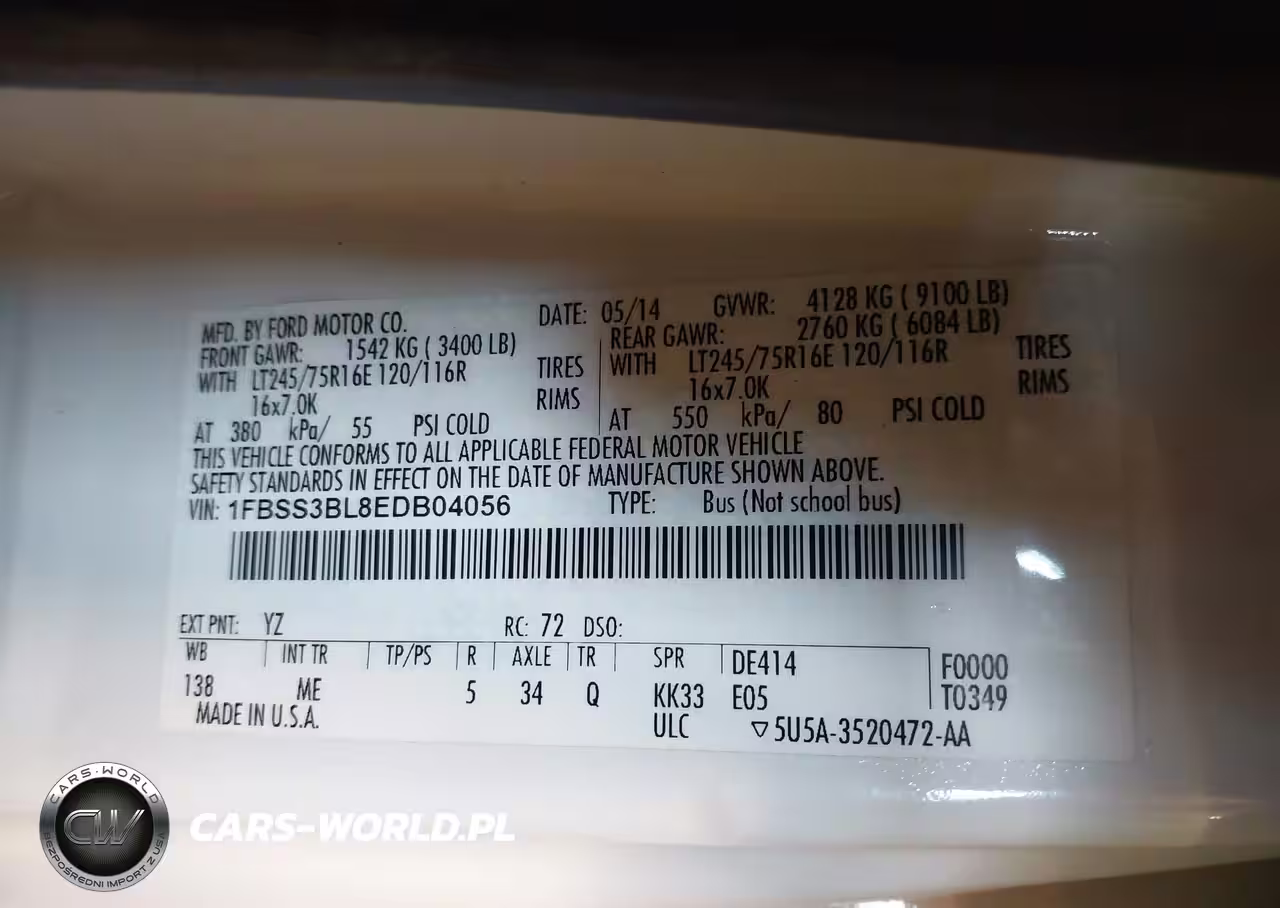 MFD. BY FORD MOTOR CO. DATE: 05/14 GVWR: 4128 KG ( 9100 LB)
FRONT GAWR: 1542 KG ( 3400 LB) REAR GAWR: 2760 KG ( 6084 LB)
WITH LT245/75R16E 120/116R TIRES WITH LT245/75R16E 120/116R TIRES
16x7.0K RIMS 16x7.0K RIMS
AT 380 kPa/ 55 PSI COLD AT 550 kPa/ 80 PSI COLD
THIS VEHICLE CONFORMS TO ALL APPLICABLE FEDERAL MOTOR VEHICLE
SAFETY STANDARDS IN EFFECT ON THE DATE OF MANUFACTURE SHOWN ABOVE.
VIN: 1FBSS3BL8EDB04056 TYPE: Bus (Not school bus)
EXT PNT: YZ RC: 72 DSO:
WB INT TR TP/PS R AXLE TR SPR DE414 F0000
138 ME 5 34 Q KK33 E05 T0349
MADE IN U.S.A. ULC ▽5U5A-3520472-AA
CARS-WORLD
CW
BEZPOŚREDNI IMPORT Z USA
CARS-WORLD.PL